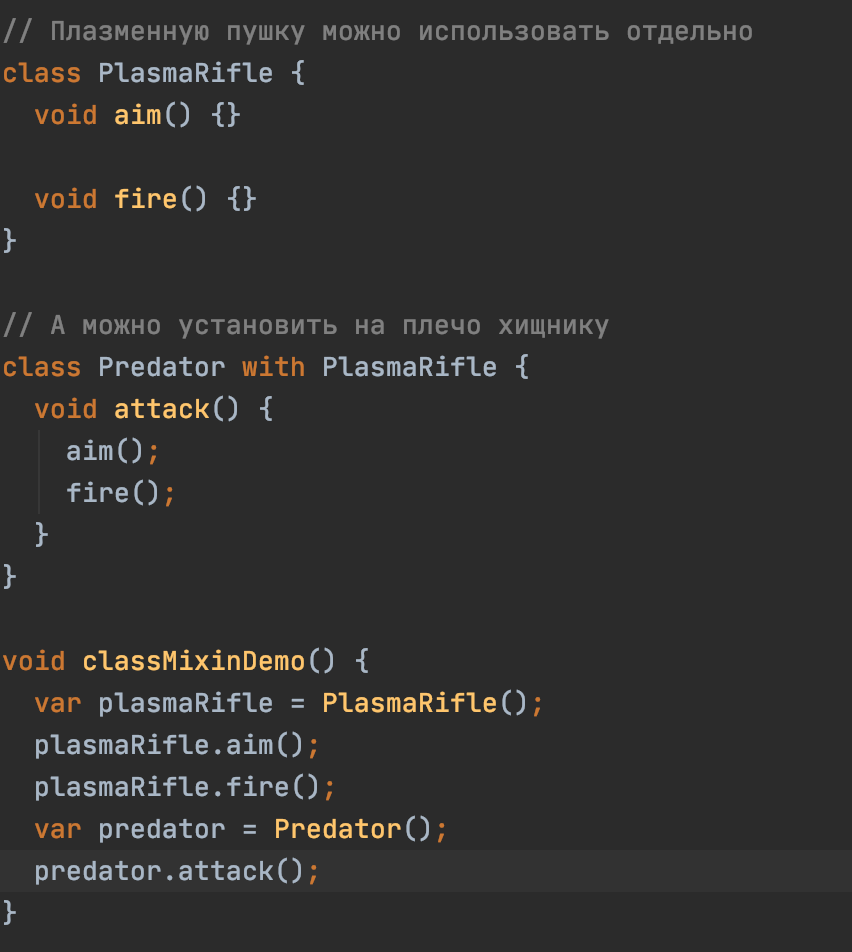 // Плазменную пушку можно использовать отдельно
class PlasmaRifle {
  void aim() {}

  void fire() {}
}

// А можно установить на плечо хищнику
class Predator with PlasmaRifle {
  void attack() {
    aim();
    fire();
  }
}

void classMixinDemo() {
  var plasmaRifle = PlasmaRifle();
  plasmaRifle.aim();
  plasmaRifle.fire();
  var predator = Predator();
  predator.attack();
}